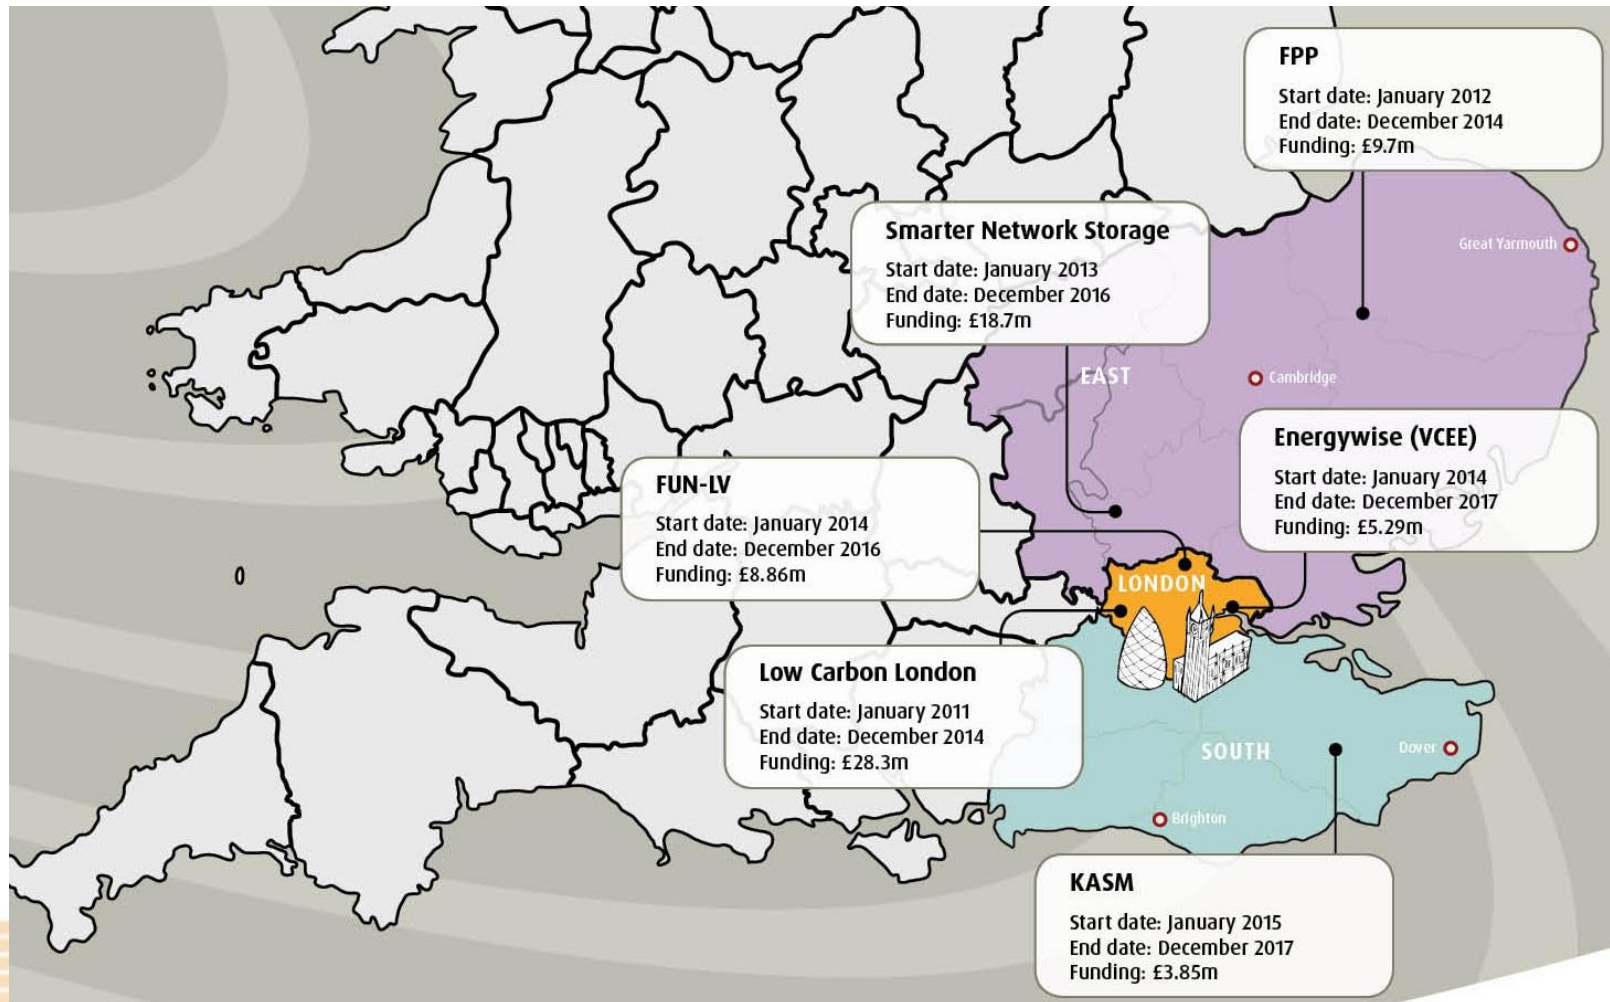 FPP
Start date: January 2012
End date: December 2014
Funding: £9.7m
Smarter Network Storage
Start date: January 2013
End date: December 2016
Funding: £18.7m
Great Yarmouth
EAST
Cambridge
Energywise (VCEE)
Start date: January 2014
End date: December 2017
Funding: £5.29m
FUN-LV
Start date: January 2014
End date: December 2016
Funding: £8.86m
LONDON
Low Carbon London
Start date: January 2011
End date: December 2014
Funding: £28.3m
SOUTH
Dover
Brighton
KASM
Start date: January 2015
End date: December 2017
Funding: £3.85m